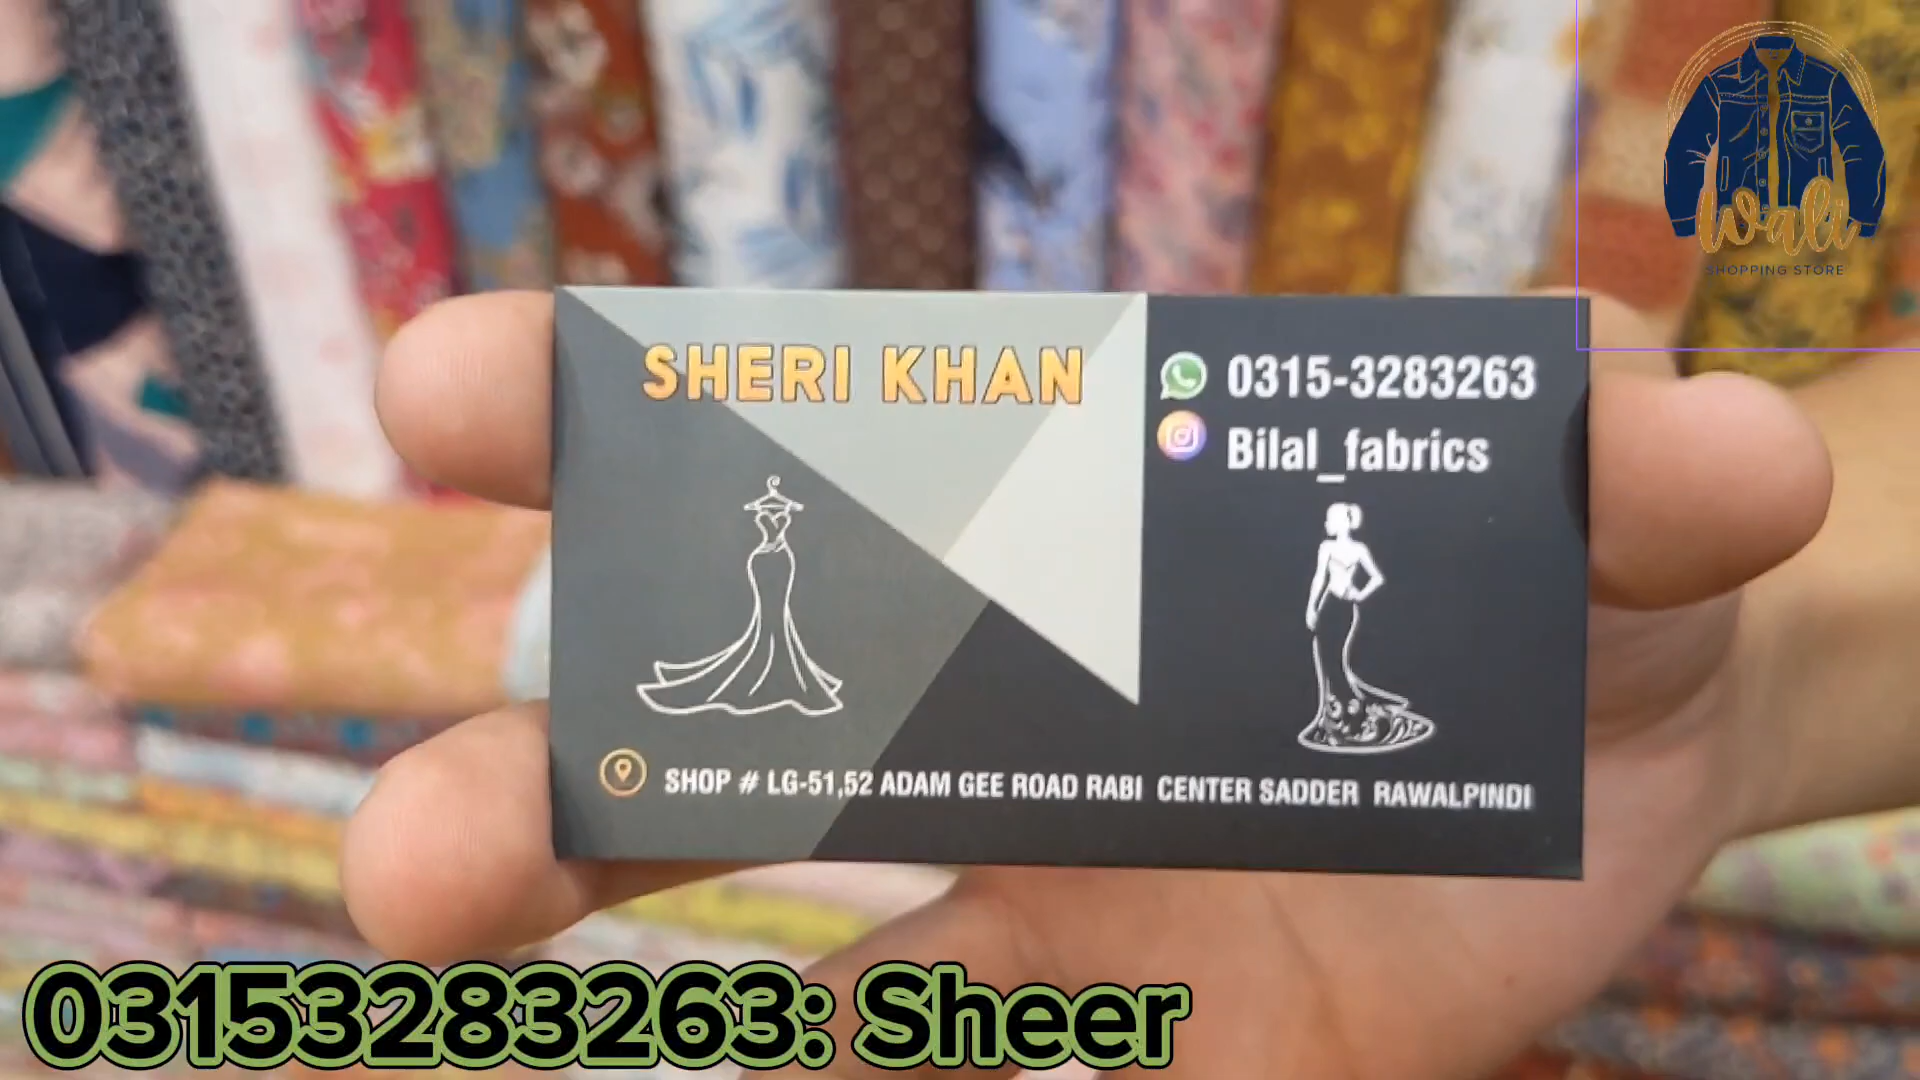 Wali
SHOPPING STORE
SHERI KHAN
0315-3283263
Bilal_fabrics
SHOP # LG-51,52 ADAM GEE ROAD RABI CENTER SADDER RAWALPINDI
03153283263: Sheer